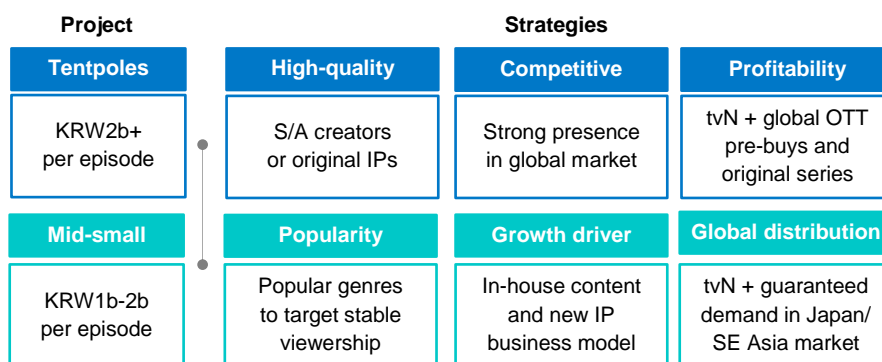 Project
Strategies
Tentpoles
High-quality
Competitive
Profitability
KRW2b+
per episode
S/A creators
or original IPs
Strong presence
in global market
tvN + global OTT
pre-buys and
original series
Mid-small
Popularity
Growth driver
Global distribution
KRW1b-2b
per episode
Popular genres
to target stable
viewership
In-house content
and new IP
business model
tvN + guaranteed
demand in Japan/
SE Asia market